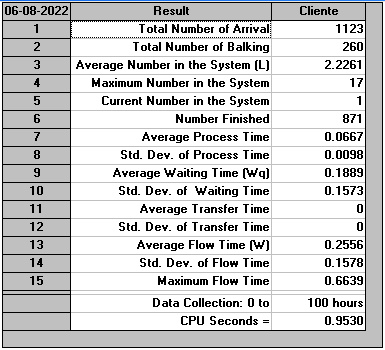 06-08-2022 Result Cliente
1 Total Number of Arrival 1123
2 Total Number of Balking 260
3 Average Number in the System (L) 2.2261
4 Maximum Number in the System 17
5 Current Number in the System 1
6 Number Finished 871
7 Average Process Time 0.0667
8 Std. Dev. of Process Time 0.0098
9 Average Waiting Time (Wq) 0.1889
10 Std. Dev. of Waiting Time 0.1573
11 Average Transfer Time 0
12 Std. Dev. of Transfer Time 0
13 Average Flow Time (W) 0.2556
14 Std. Dev. of Flow Time 0.1578
15 Maximum Flow Time 0.6639
Data Collection: 0 to 100 hours
CPU Seconds = 0.9530